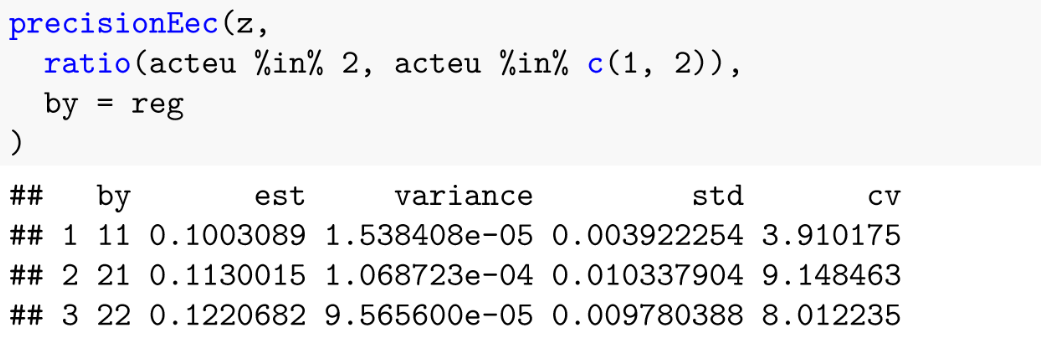 precisionEec(z,
  ratio(acteu %in% 2, acteu %in% c(1, 2)),
  by = reg
)
##   by       est     variance         std       cv
## 1 11 0.1003089 1.538408e-05 0.003922254 3.910175
## 2 21 0.1130015 1.068723e-04 0.010337904 9.148463
## 3 22 0.1220682 9.565600e-05 0.009780388 8.012235